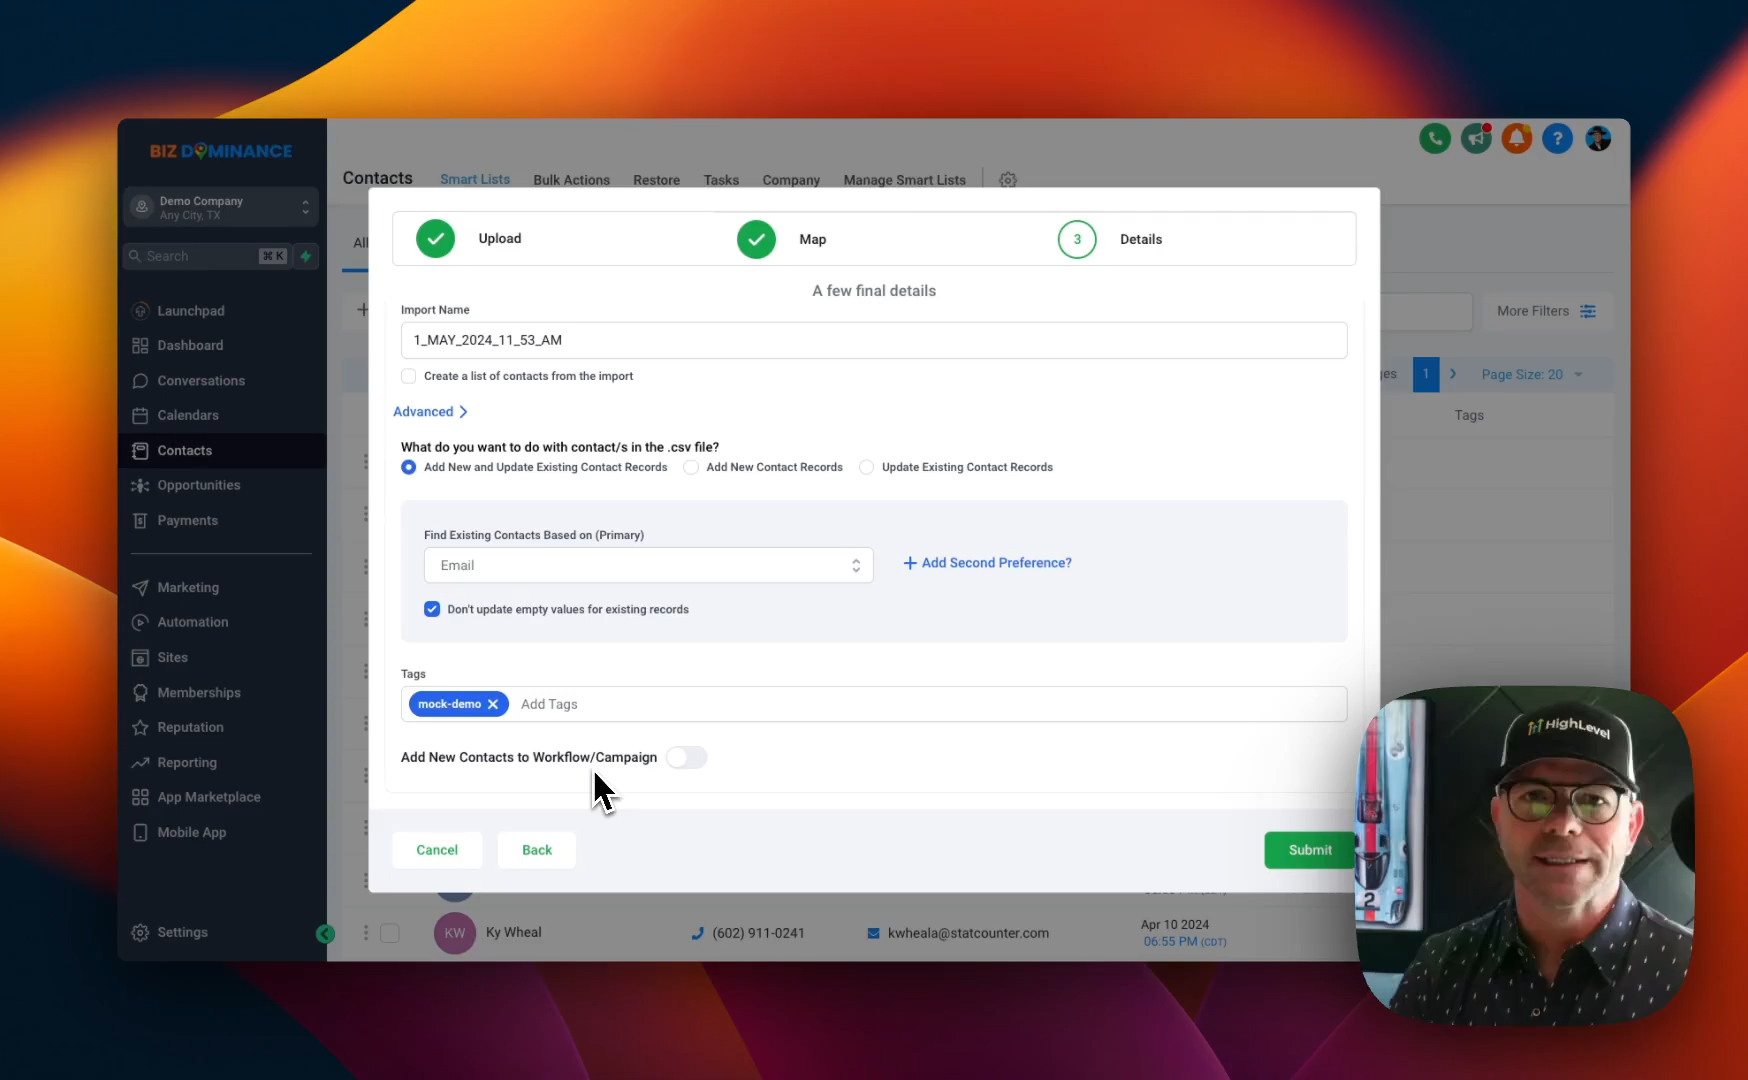 BIZ DOMINANCE
Demo Company
Any City, TX
Search
⌘ K
Launchpad
Dashboard
Conversations
Calendars
Contacts
Opportunities
Payments
Marketing
Automation
Sites
Memberships
Reputation
Reporting
App Marketplace
Mobile App
Settings
Contacts Smart Lists Bulk Actions Restore Tasks Company Manage Smart Lists
All
More Filters
1 Page Size: 20
Tags
Upload
Map
3 Details
A few final details
Import Name
1_MAY_2024_11_53_AM
Create a list of contacts from the import
Advanced
What do you want to do with contact/s in the .csv file?
Add New and Update Existing Contact Records Add New Contact Records Update Existing Contact Records
Find Existing Contacts Based on (Primary)
Email
+ Add Second Preference?
Don't update empty values for existing records
Tags
mock-demo Add Tags
Add New Contacts to Workflow/Campaign
Cancel Back Submit
KW Ky Wheal (602) 911-0241 kwheala@statcounter.com Apr 10 2024
06:55 PM (CDT)
HighLevel
2